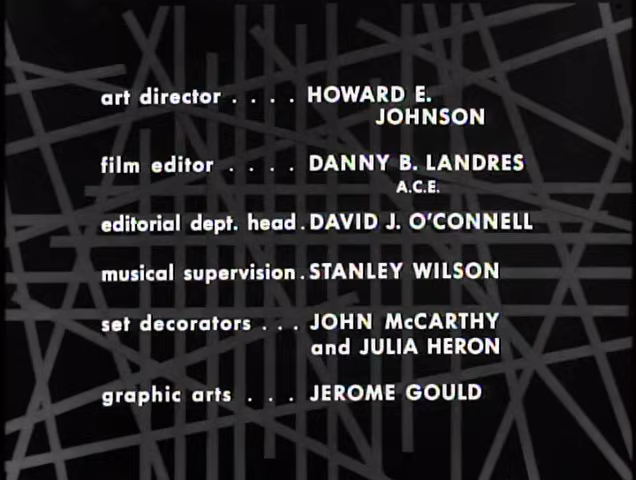 art director . . . . HOWARD E.
JOHNSON
film editor . . . . DANNY B. LANDRES
A.C.E.
editorial dept. head . DAVID J. O'CONNELL
musical supervision . STANLEY WILSON
set decorators . . . JOHN McCARTHY
and JULIA HERON
graphic arts . . . JEROME GOULD